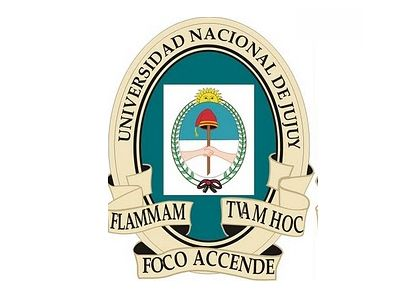 UNIVERSIDAD NACIONAL DE JUJUY
FLAMMAM TVAM HOC
FOCO ACCENDE